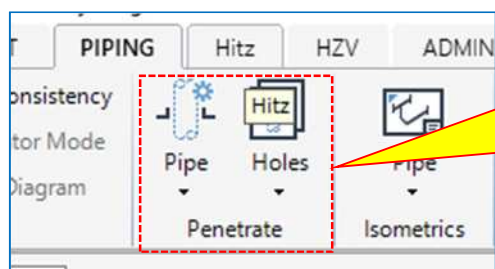 PIPING Hitz HZV ADMIN
onsistency
tor Mode
Diagram
Hitz
Pipe Holes Pipe
Penetrate Isometrics